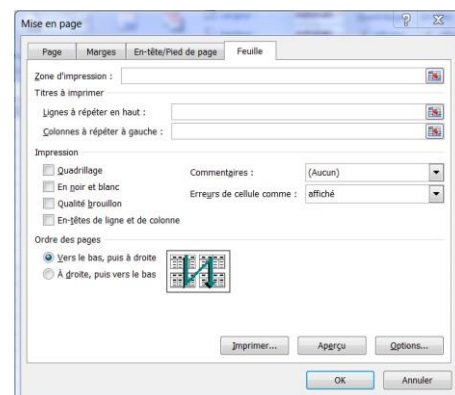 Mise en page
Page Marges En-tête/Pied de page Feuille
Zone d'impression :
Titres à imprimer
Lignes à répéter en haut :
Colonnes à répéter à gauche :
Impression
Quadrillage Commentaires : (Aucun)
En noir et blanc Erreurs de cellule comme : affiché
Qualité brouillon
En-têtes de ligne et de colonne
Ordre des pages
Vers le bas, puis à droite
À droite, puis vers le bas
Imprimer... Aperçu Options...
OK Annuler